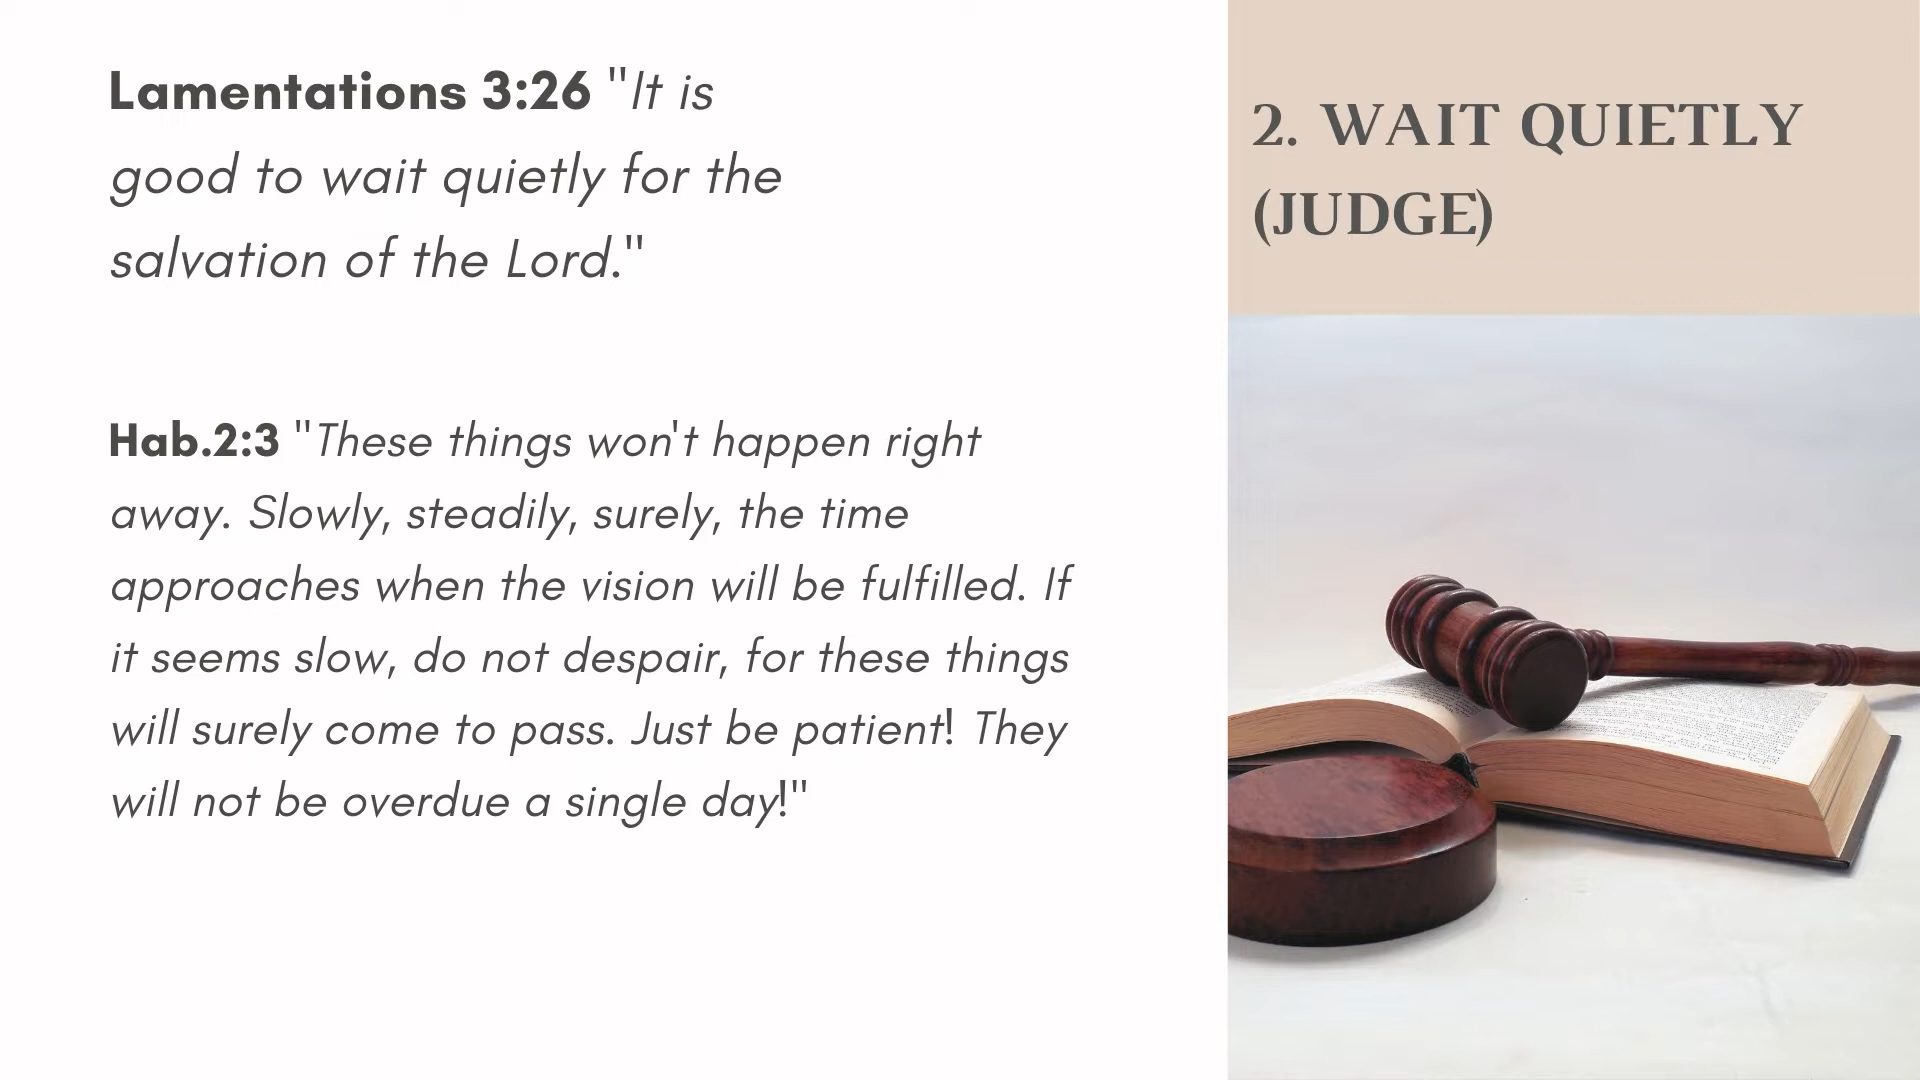 Lamentations 3:26 "It is
good to wait quietly for the
salvation of the Lord."
Hab.2:3 "These things won't happen right
away. Slowly, steadily, surely, the time
approaches when the vision will be fulfilled. If
it seems slow, do not despair, for these things
will surely come to pass. Just be patient! They
will not be overdue a single day!"
2. WAIT QUIETLY
(JUDGE)